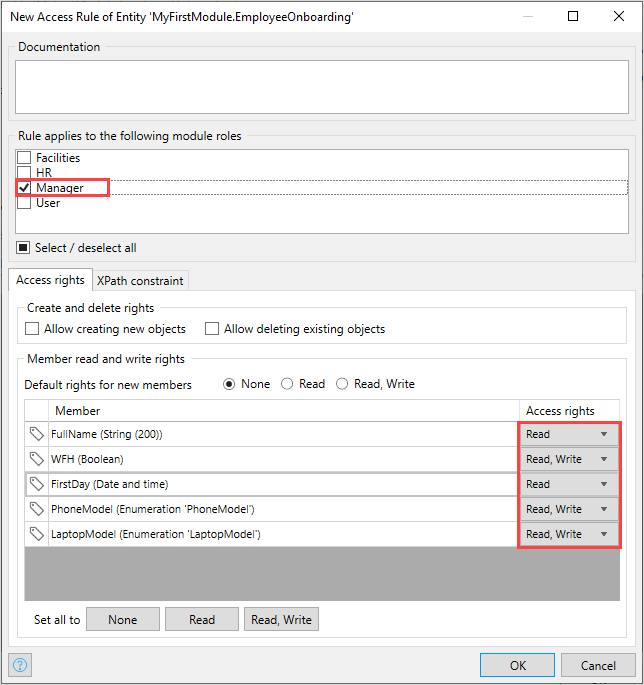 New Access Rule of Entity 'MyFirstModule.EmployeeOnboarding'
Documentation
Rule applies to the following module roles
Facilities
HR
Manager
User
Select / deselect all
Access rights XPath constraint
Create and delete rights
Allow creating new objects Allow deleting existing objects
Member read and write rights
Default rights for new members None Read Read, Write
Member Access rights
FullName (String (200)) Read
WFH (Boolean) Read, Write
FirstDay (Date and time) Read
PhoneModel (Enumeration 'PhoneModel') Read, Write
LaptopModel (Enumeration 'LaptopModel') Read, Write
Set all to None Read Read, Write
? OK Cancel